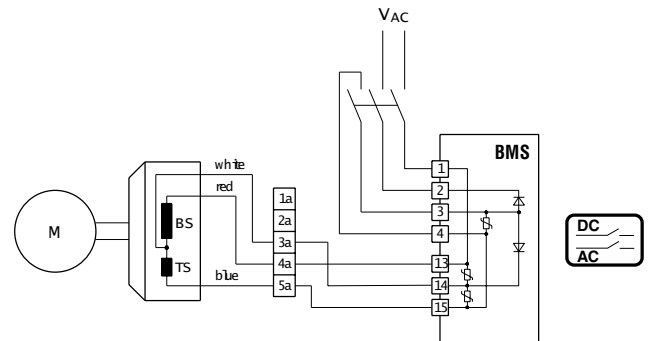 VAC
BMS
white
red
blue
M
BS
TS
1a
2a
3a
4a
5a
1
2
3
4
13
14
15
DC
AC